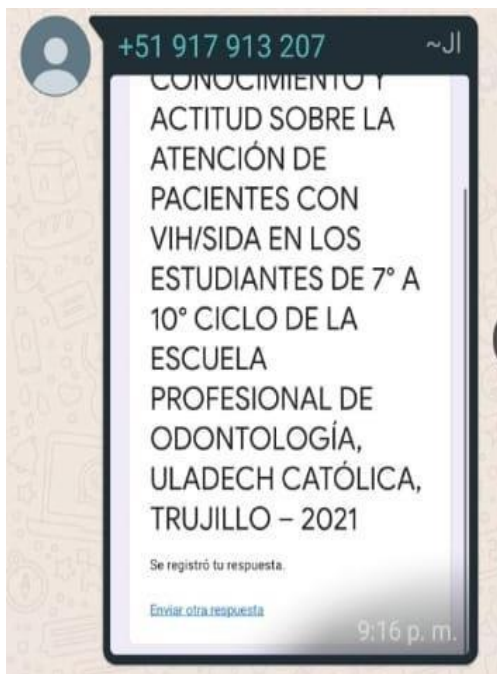 +51 917 913 207 ~JI
CONOCIMIENTO Y
ACTITUD SOBRE LA
ATENCIÓN DE
PACIENTES CON
VIH/SIDA EN LOS
ESTUDIANTES DE 7° A
10° CICLO DE LA
ESCUELA
PROFESIONAL DE
ODONTOLOGÍA,
ULADECH CATÓLICA,
TRUJILLO – 2021
Se registró tu respuesta.
Enviar otra respuesta
9:16 p. m.